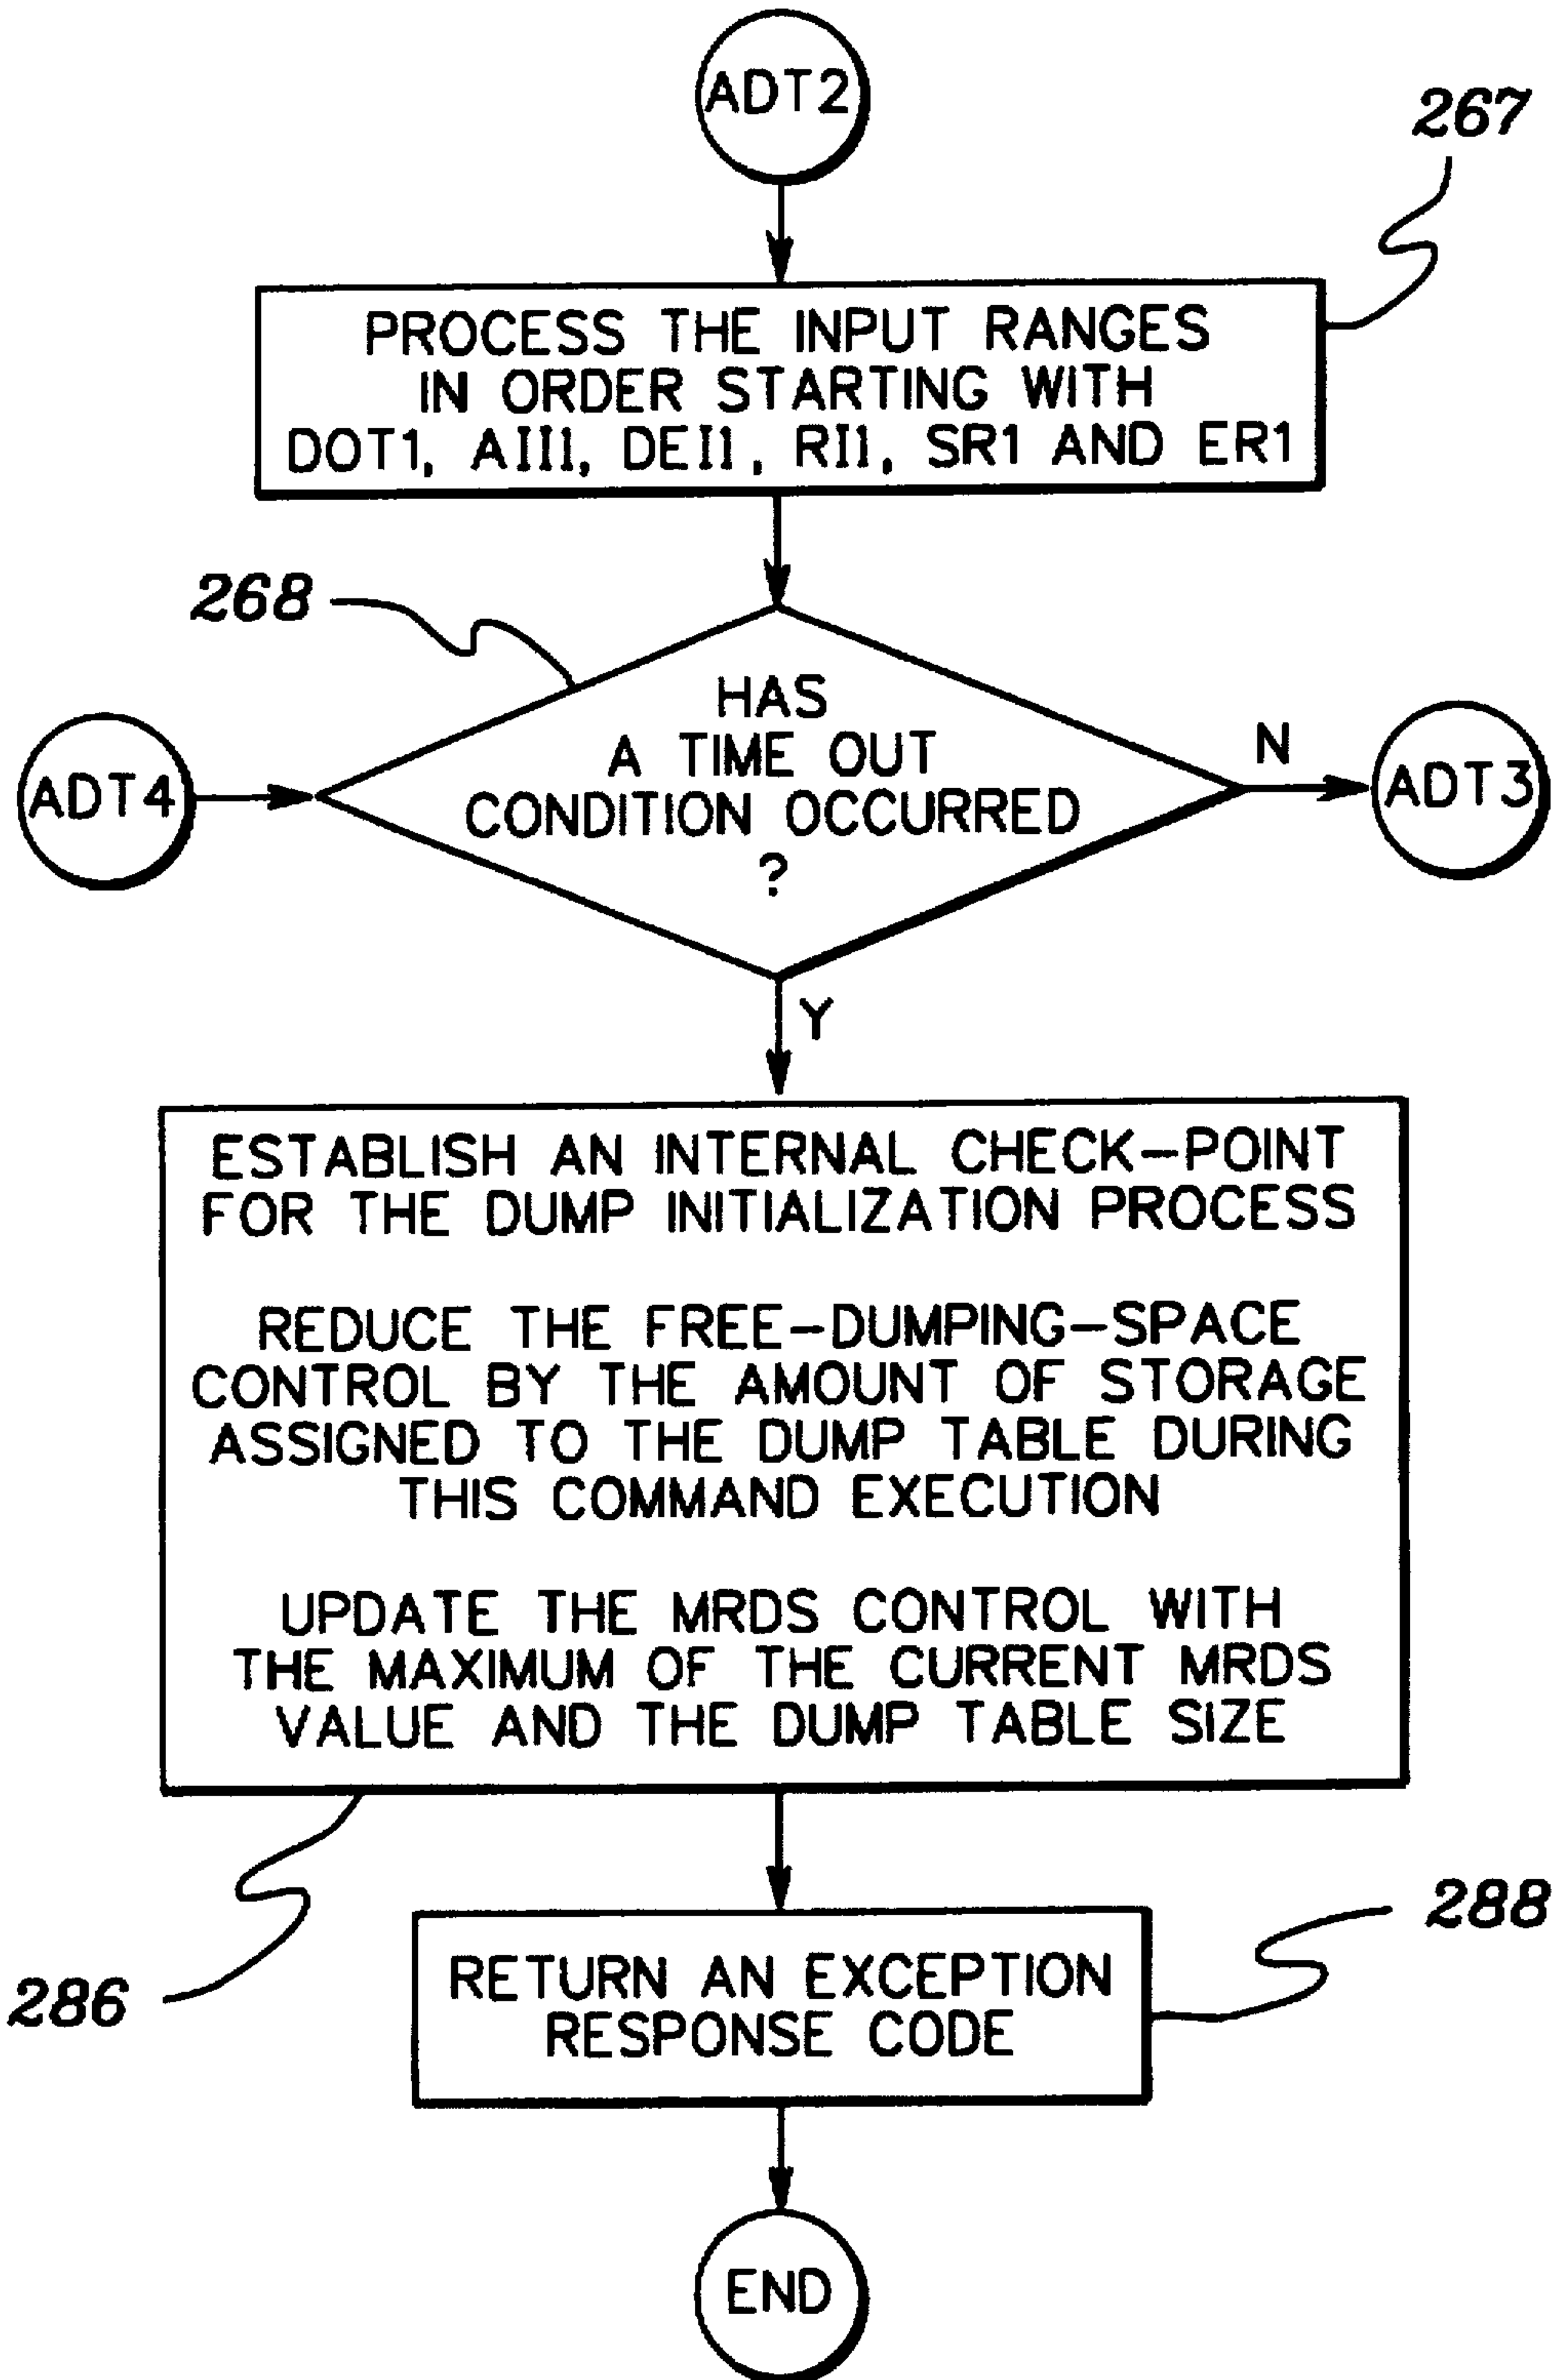 ADT2
267
PROCESS THE INPUT RANGES
IN ORDER STARTING WITH
DOT1, AIII1, DEII1, RII1, SR1 AND ER1
268
HAS
A TIME OUT
CONDITION OCCURRED
?
N
ADT4
ADT3
Y
ESTABLISH AN INTERNAL CHECK-POINT
FOR THE DUMP INITIALIZATION PROCESS
REDUCE THE FREE-DUMPING-SPACE
CONTROL BY THE AMOUNT OF STORAGE
ASSIGNED TO THE DUMP TABLE DURING
THIS COMMAND EXECUTION
UPDATE THE MRDS CONTROL WITH
THE MAXIMUM OF THE CURRENT MRDS
VALUE AND THE DUMP TABLE SIZE
286
288
RETURN AN EXCEPTION
RESPONSE CODE
END